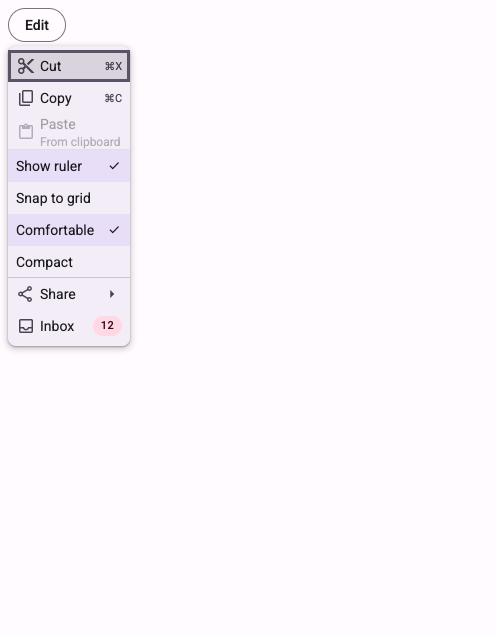 Edit
Cut ⌘X
Copy ⌘C
Paste
From clipboard
Show ruler
Snap to grid
Comfortable
Compact
Share
Inbox 12